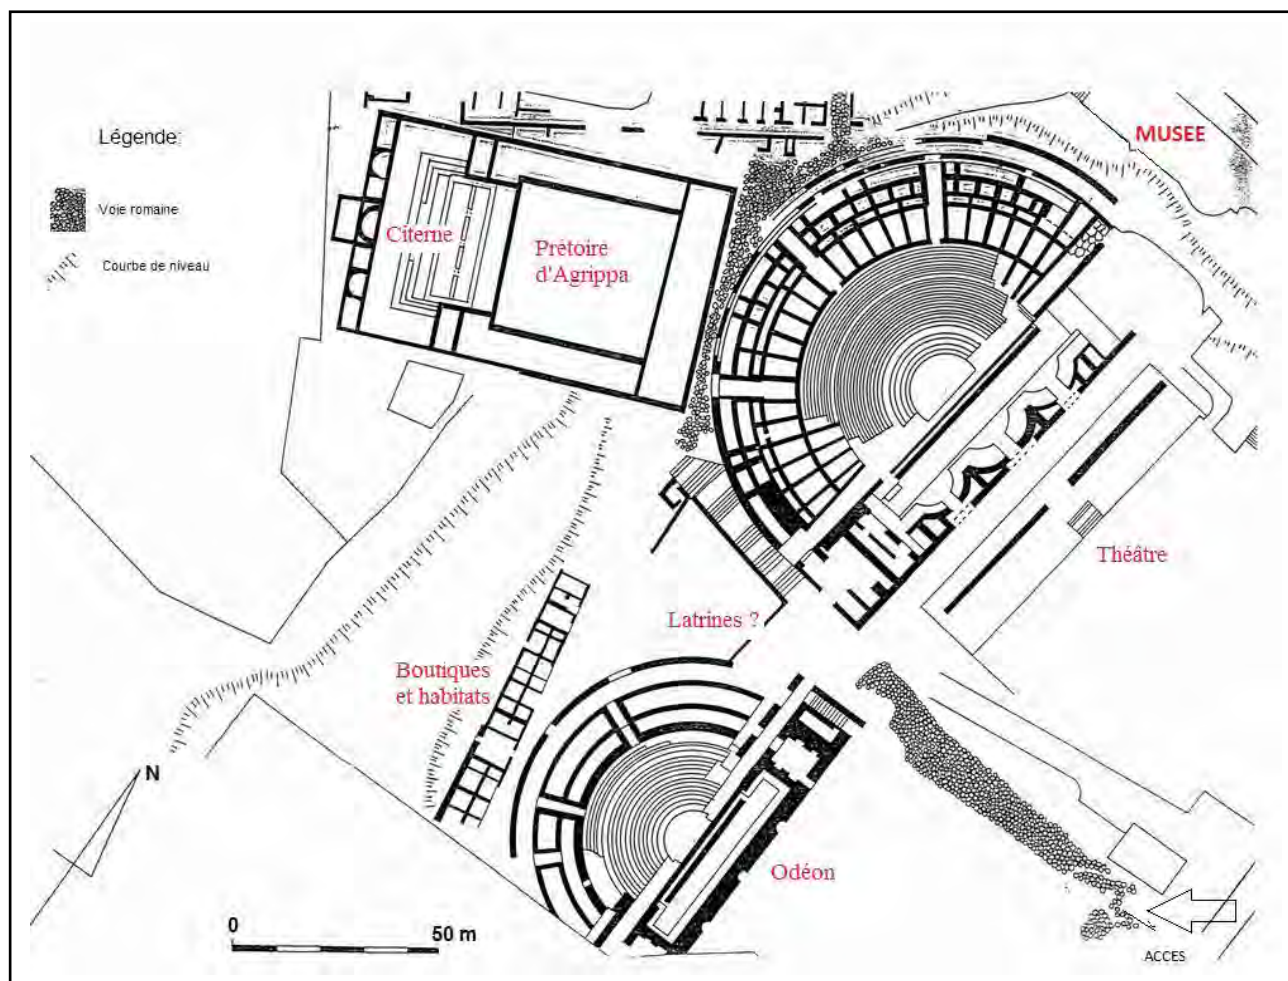 Légende
MUSEE
Voie romaine
Courbe de niveau
Citerne
Prétoire
d'Agrippa
Théâtre
Latrines ?
Boutiques
et habitats
N
Odéon
0
50 m
ACCES